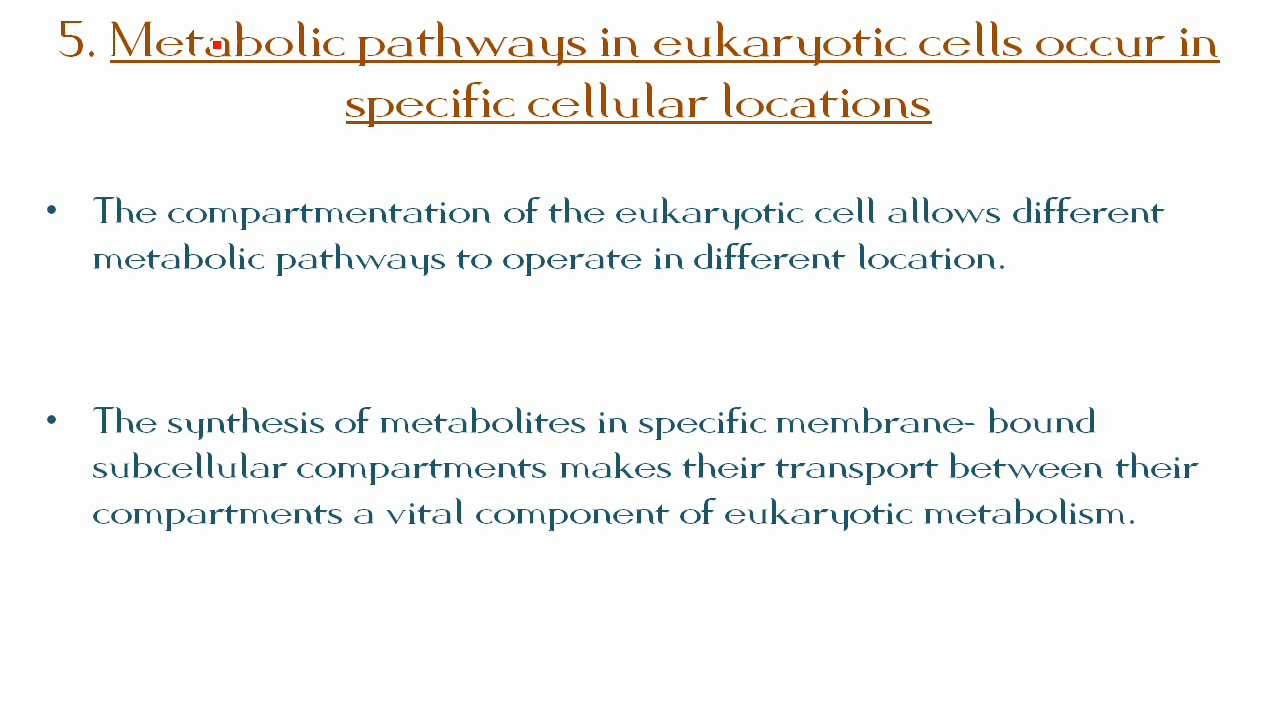 5. Metabolic pathways in eukaryotic cells occur in
specific cellular locations
• The compartmentation of the eukaryotic cell allows different
metabolic pathways to operate in different location.
• The synthesis of metabolites in specific membrane- bound
subcellular compartments makes their transport between their
compartments a vital component of eukaryotic metabolism.